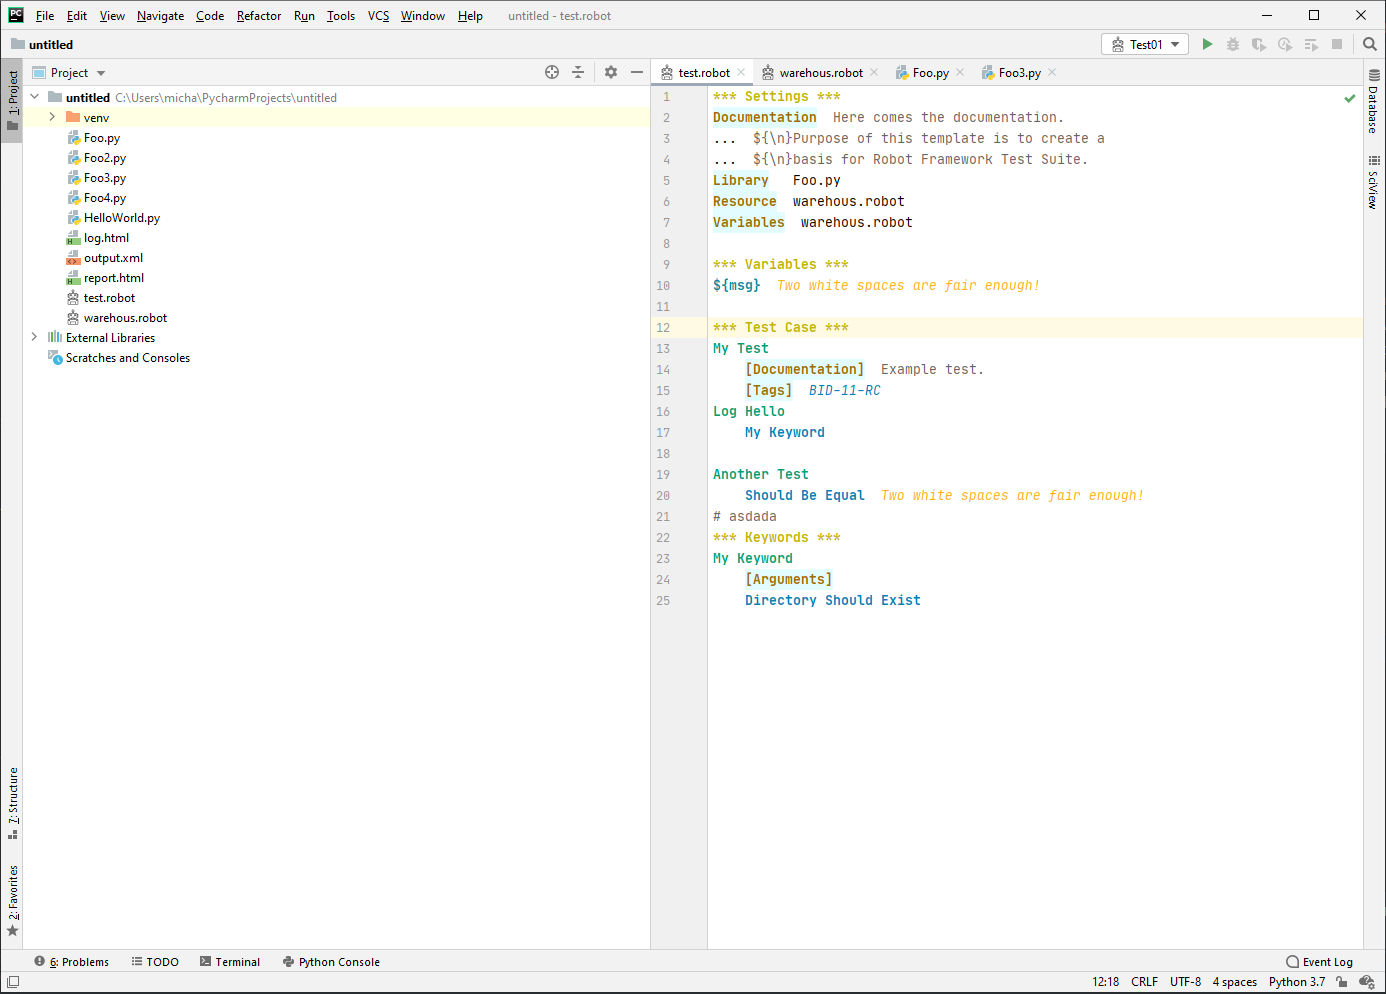 PC File Edit View Navigate Code Refactor Run Tools VCS Window Help untitled - test.robot
untitled Test01
1: Project
Project
test.robot warehous.robot Foo.py Foo3.py
untitled C:\Users\micha\PycharmProjects\untitled
venv
Foo.py
Foo2.py
Foo3.py
Foo4.py
HelloWorld.py
log.html
output.xml
report.html
test.robot
warehous.robot
External Libraries
Scratches and Consoles
1 *** Settings ***
2 Documentation  Here comes the documentation.
3 ...  ${\n}Purpose of this template is to create a
4 ...  ${\n}basis for Robot Framework Test Suite.
5 Library   Foo.py
6 Resource  warehous.robot
7 Variables  warehous.robot
8
9 *** Variables ***
10 ${msg}  Two white spaces are fair enough!
11
12 *** Test Case ***
13 My Test
14     [Documentation]  Example test.
15     [Tags]  BID-11-RC
16 Log Hello
17     My Keyword
18
19 Another Test
20     Should Be Equal  Two white spaces are fair enough!
21 # asdada
22 *** Keywords ***
23 My Keyword
24     [Arguments]
25     Directory Should Exist
Database
SciView
7: Structure
2: Favorites
6: Problems TODO Terminal Python Console Event Log
12:18 CRLF UTF-8 4 spaces Python 3.7